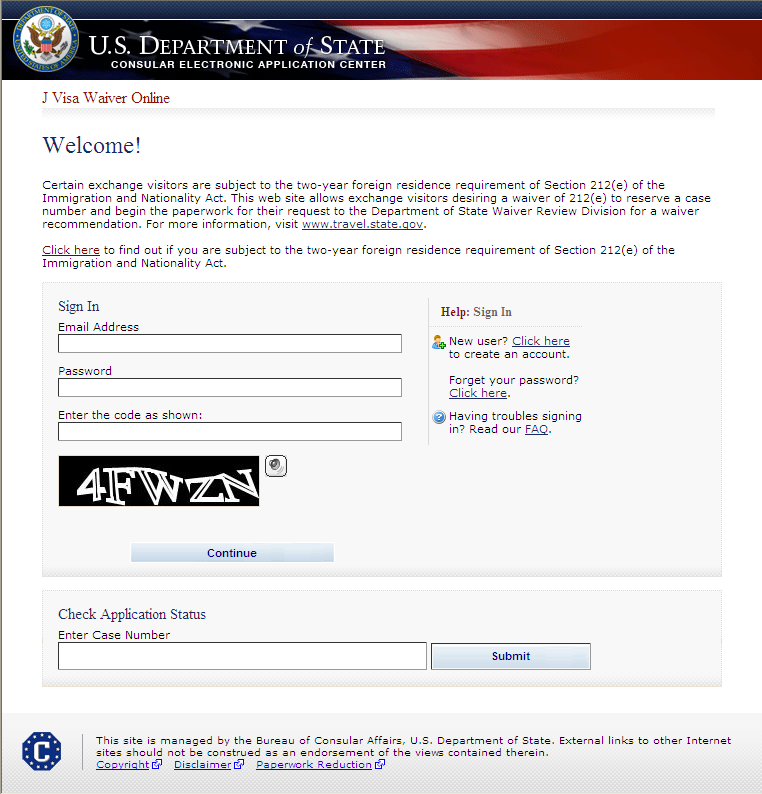 U.S. DEPARTMENT of STATE
CONSULAR ELECTRONIC APPLICATION CENTER
J Visa Waiver Online
Welcome!
Certain exchange visitors are subject to the two-year foreign residence requirement of Section 212(e) of the
Immigration and Nationality Act. This web site allows exchange visitors desiring a waiver of 212(e) to reserve a case
number and begin the paperwork for their request to the Department of State Waiver Review Division for a waiver
recommendation. For more information, visit www.travel.state.gov.
Click here to find out if you are subject to the two-year foreign residence requirement of Section 212(e) of the
Immigration and Nationality Act.
Sign In
Email Address
Password
Enter the code as shown:
4FWZN
Continue
Help: Sign In
New user? Click here
to create an account.
Forget your password?
Click here.
Having troubles signing
in? Read our FAQ.
Check Application Status
Enter Case Number
Submit
C
This site is managed by the Bureau of Consular Affairs, U.S. Department of State. External links to other Internet
sites should not be construed as an endorsement of the views contained therein.
Copyright Disclaimer Paperwork Reduction